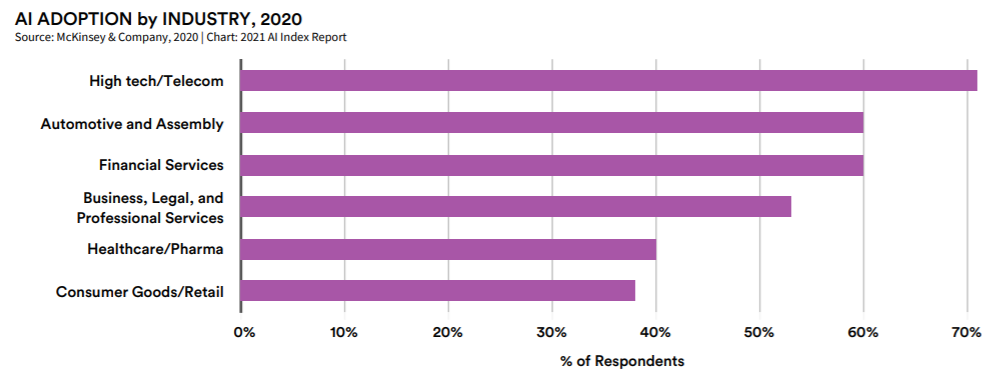 AI ADOPTION by INDUSTRY, 2020
Source: McKinsey & Company, 2020 | Chart: 2021 AI Index Report
High tech/Telecom
Automotive and Assembly
Financial Services
Business, Legal, and
Professional Services
Healthcare/Pharma
Consumer Goods/Retail
0% 10% 20% 30% 40% 50% 60% 70%
% of Respondents